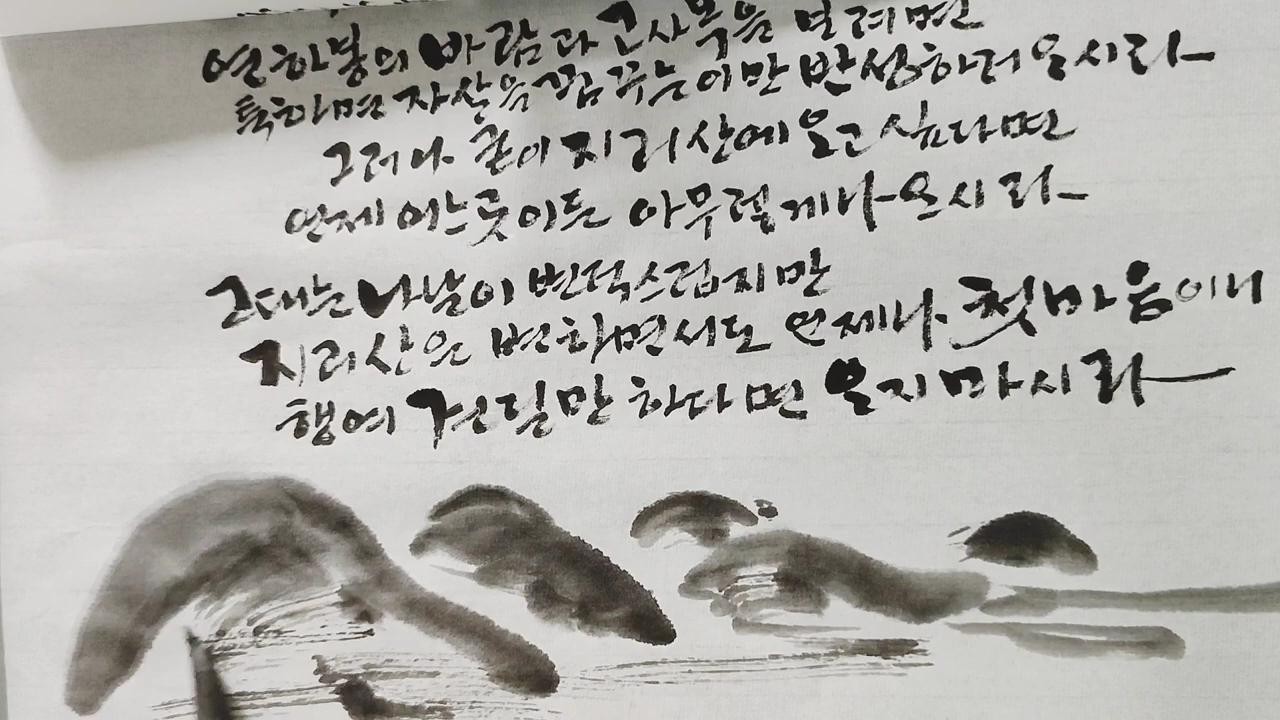 연하봉의 바람과 고사목을 보려면
툭하면 자살을 꿈꾸는 이만 반성하러 오시라
그러나 굳이 지리산에 오고 싶다면
언제 어느 곳이든 아무렇게나 오시라
그대는 나날이 변덕스럽지만
지리산은 변하면서도 언제나 첫 마음이니
행여 견딜만 하다면 오지 마시라